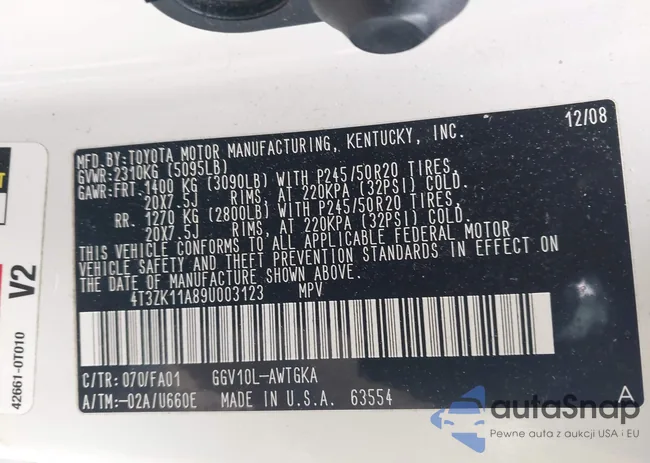 MFD.BY:TOYOTA MOTOR MANUFACTURING, KENTUCKY, INC. 12/08
GVWR:2310KG (5095LB)
GAWR:FRT. 1400 KG (3090LB) WITH P245/50R20 TIRES,
20X7.5J RIMS, AT 220KPA (32PSI) COLD.
RR. 1270 KG (2800LB) WITH P245/50R20 TIRES,
20X7.5J RIMS, AT 220KPA (32PSI) COLD.
THIS VEHICLE CONFORMS TO ALL APPLICABLE FEDERAL MOTOR
VEHICLE SAFETY AND THEFT PREVENTION STANDARDS IN EFFECT ON
THE DATE OF MANUFACTURE SHOWN ABOVE.
4T3ZK11A89U003123 MPV
C/TR: 070/FA01 GGV10L-AWTGKA
A/TM:-02A/U660E MADE IN U.S.A. 63554 A
V2
42661-0T010
autoSnap
Pewne auta z aukcji USA i EU